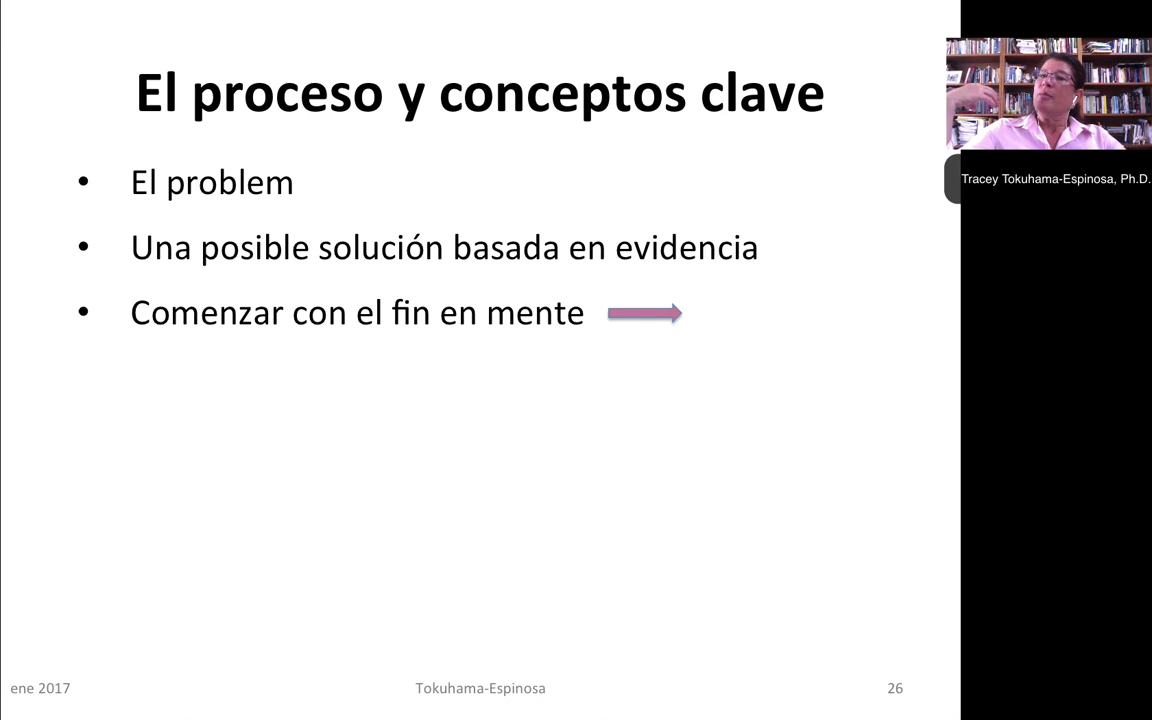 El proceso y conceptos clave
• El problem
• Una posible solución basada en evidencia
• Comenzar con el fin en mente
Tracey Tokuhama-Espinosa, Ph.D.
ene 2017
Tokuhama-Espinosa
26